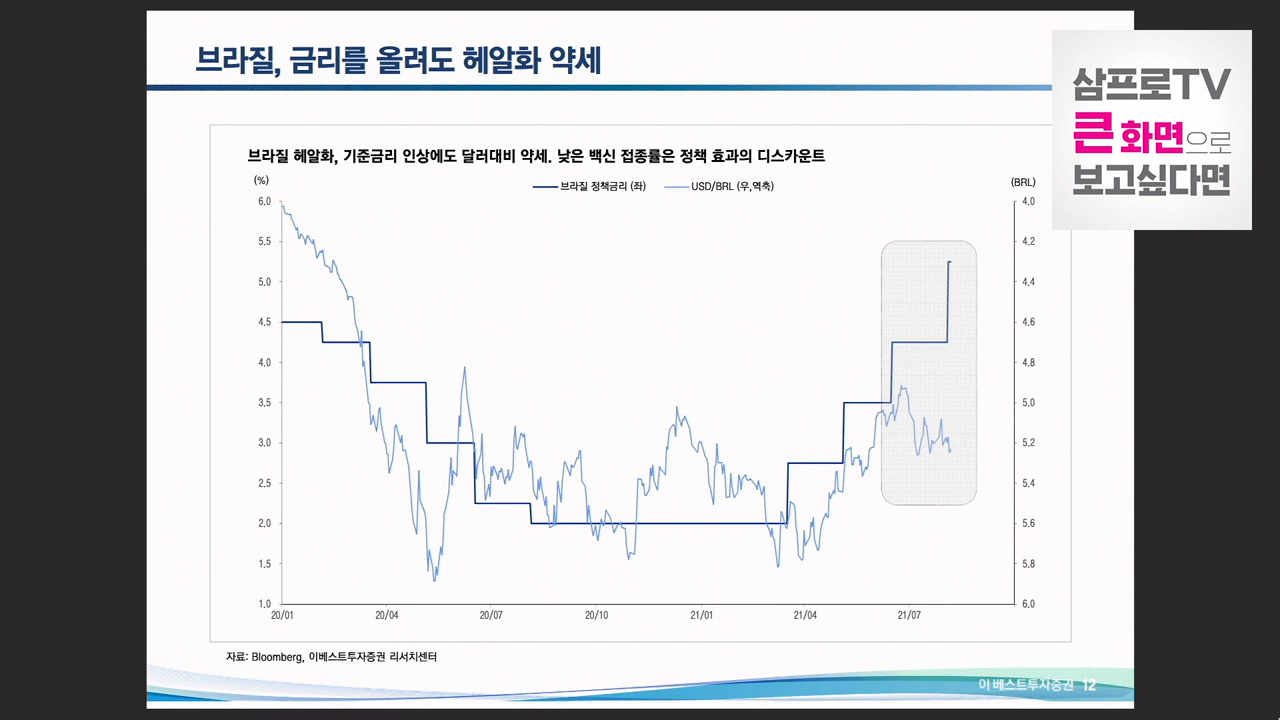 브라질, 금리를 올려도 헤알화 약세
삼프로TV
큰 화면으로
보고싶다면
브라질 헤알화, 기준금리 인상에도 달러대비 약세. 낮은 백신 접종률은 정책 효과의 디스카운트
(%)
브라질 정책금리 (좌)
USD/BRL (우,역축)
(BRL)
6.0
5.5
5.0
4.5
4.0
3.5
3.0
2.5
2.0
1.5
1.0
4.0
4.2
4.4
4.6
4.8
5.0
5.2
5.4
5.6
5.8
6.0
20/01 20/04 20/07 20/10 21/01 21/04 21/07
자료: Bloomberg, 이베스트투자증권 리서치센터
이베스트투자증권 12